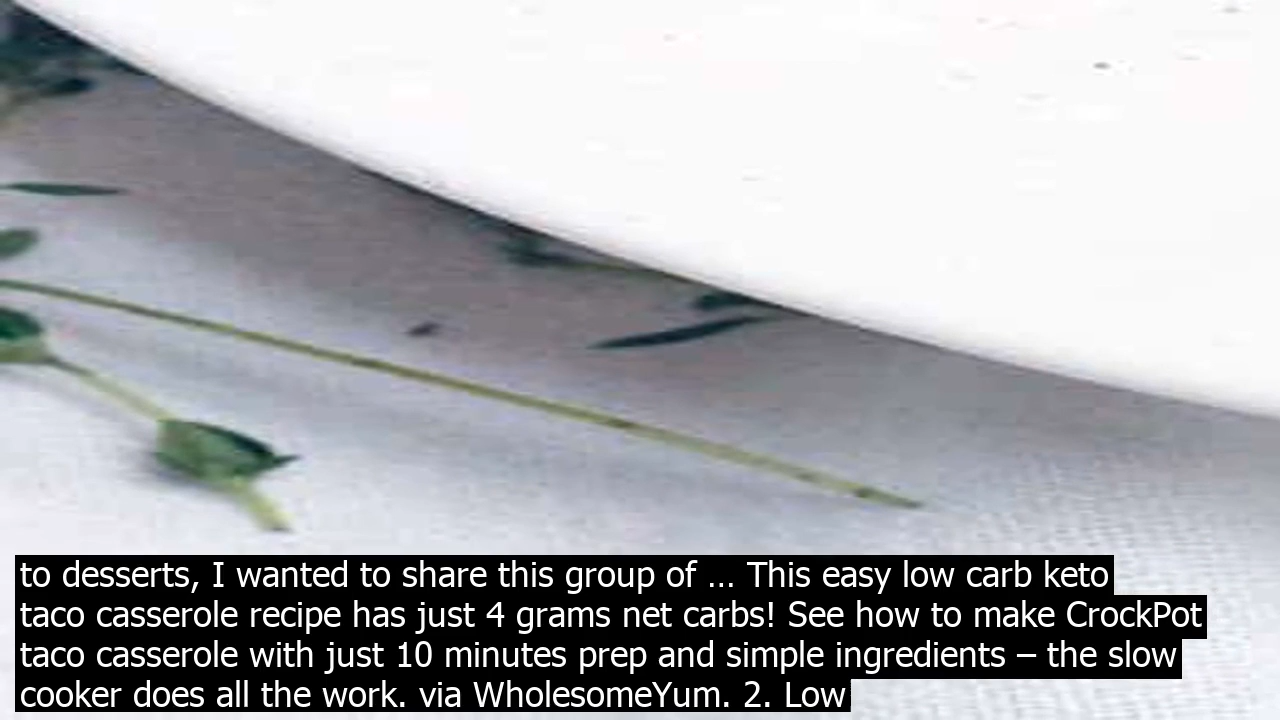 to desserts, I wanted to share this group of ... This easy low carb keto
taco casserole recipe has just 4 grams net carbs! See how to make CrockPot
taco casserole with just 10 minutes prep and simple ingredients – the slow
cooker does all the work. via WholesomeYum. 2. Low